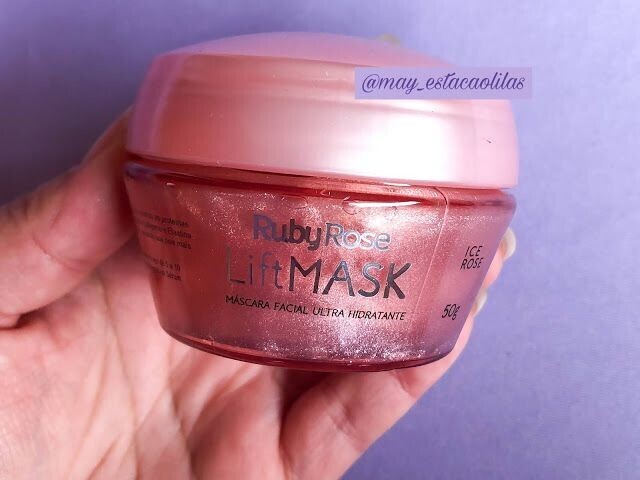 @may_estacaolilas
RubyRose
LiftMASK
MÁSCARA FACIAL ULTRA HIDRATANTE
ICE
ROSE
50g